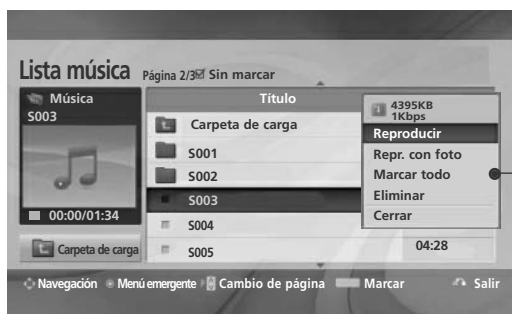 Lista música Página 2/3 Sin marcar
Música
S003
00:00/01:34
Carpeta de carga
Título
Carpeta de carga
S001
S002
S003
S004
S005
04:28
4395KB
1Kbps
Reproducir
Repr. con foto
Marcar todo
Eliminar
Cerrar
Navegación Menú emergente Cambio de página Marcar Salir